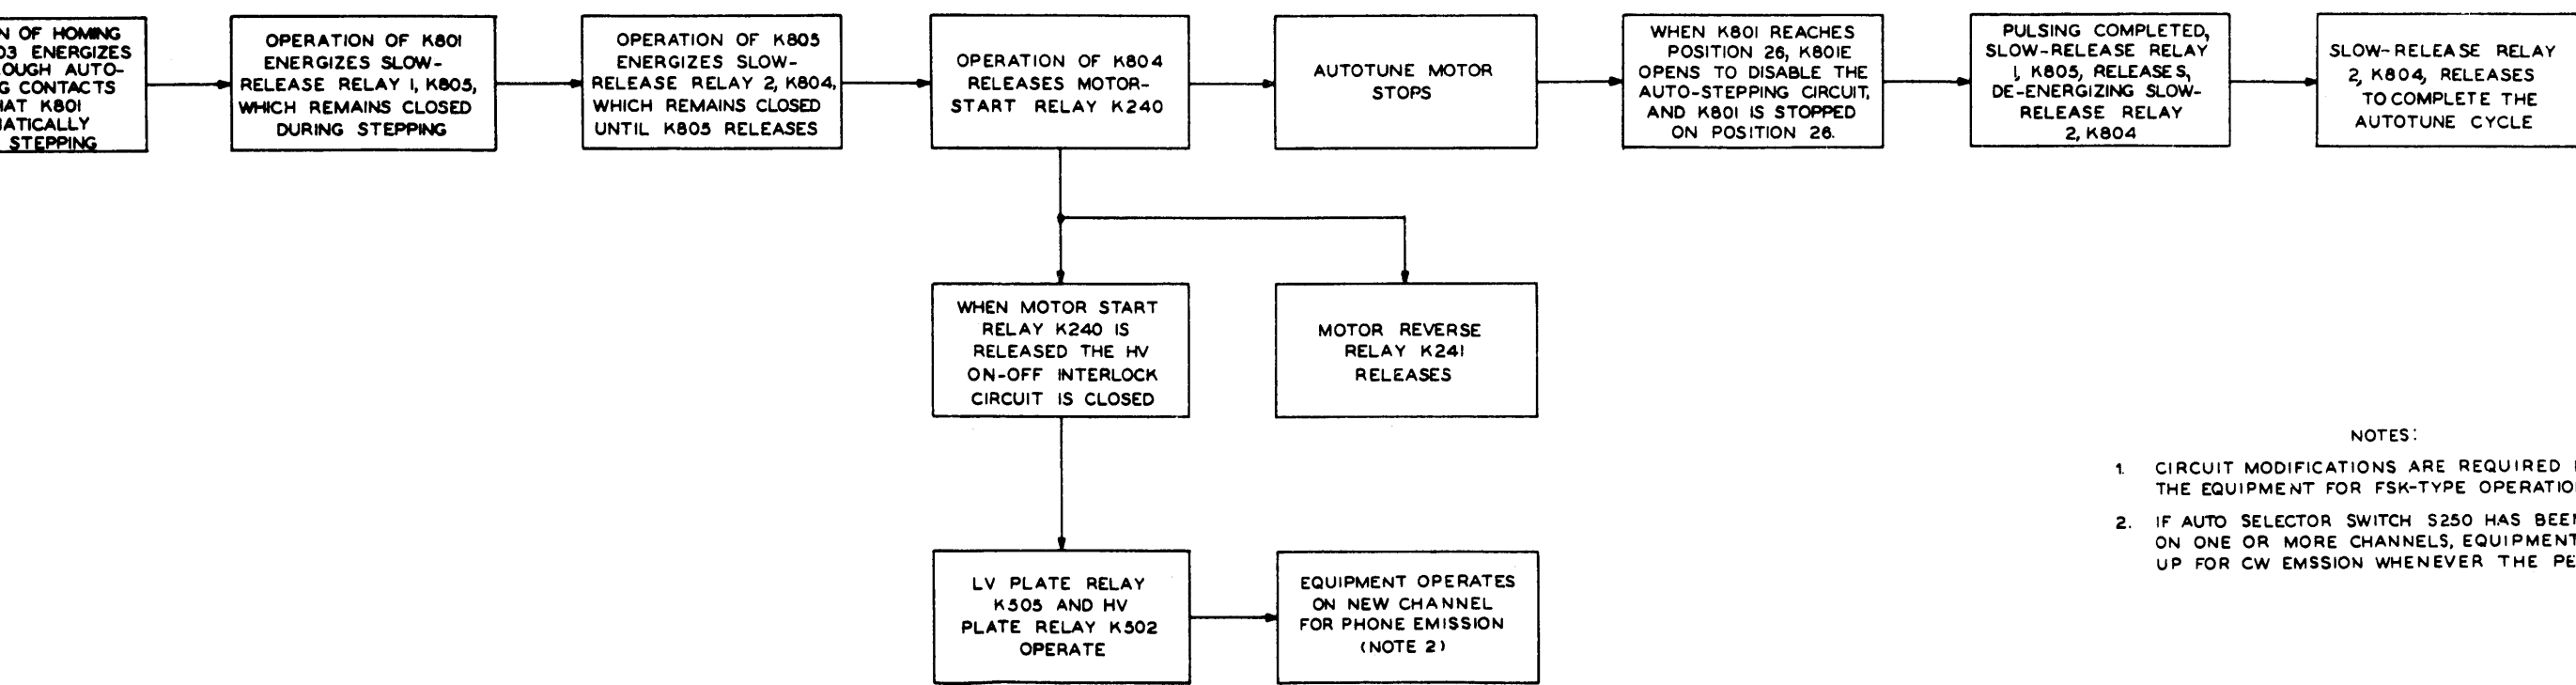 N OF HOMING
03 ENERGIZES
OUGH AUTO-
G CONTACTS
HAT K801
MATICALLY
STEPPING
OPERATION OF K801
ENERGIZES SLOW-
RELEASE RELAY 1, K805,
WHICH REMAINS CLOSED
DURING STEPPING
OPERATION OF K805
ENERGIZES SLOW-
RELEASE RELAY 2, K804,
WHICH REMAINS CLOSED
UNTIL K805 RELEASES
OPERATION OF K804
RELEASES MOTOR-
START RELAY K240
AUTOTUNE MOTOR
STOPS
WHEN K801 REACHES
POSITION 26, K801E
OPENS TO DISABLE THE
AUTO-STEPPING CIRCUIT,
AND K801 IS STOPPED
ON POSITION 26.
PULSING COMPLETED,
SLOW-RELEASE RELAY
1, K805, RELEASES,
DE-ENERGIZING SLOW-
RELEASE RELAY
2, K804
SLOW-RELEASE RELAY
2, K804, RELEASES
TO COMPLETE THE
AUTOTUNE CYCLE
WHEN MOTOR START
RELAY K240 IS
RELEASED THE HV
ON-OFF INTERLOCK
CIRCUIT IS CLOSED
MOTOR REVERSE
RELAY K241
RELEASES
LV PLATE RELAY
K505 AND HV
PLATE RELAY K502
OPERATE
EQUIPMENT OPERATES
ON NEW CHANNEL
FOR PHONE EMISSION
(NOTE 2)
NOTES:
1. CIRCUIT MODIFICATIONS ARE REQUIRED
THE EQUIPMENT FOR FSK-TYPE OPERATIO
2. IF AUTO SELECTOR SWITCH S250 HAS BEEN
ON ONE OR MORE CHANNELS, EQUIPMENT
UP FOR CW EMSSION WHENEVER THE PE